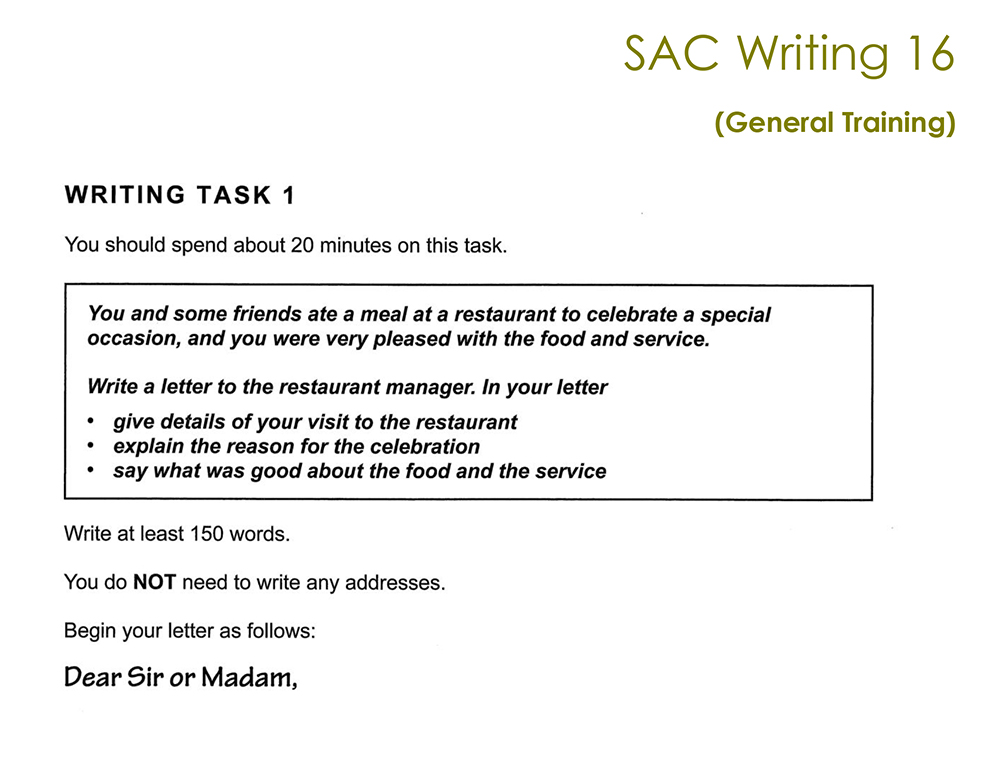 SAC Writing 16
(General Training)
WRITING TASK 1
You should spend about 20 minutes on this task.
You and some friends ate a meal at a restaurant to celebrate a special
occasion, and you were very pleased with the food and service.
Write a letter to the restaurant manager. In your letter
• give details of your visit to the restaurant
• explain the reason for the celebration
• say what was good about the food and the service
Write at least 150 words.
You do NOT need to write any addresses.
Begin your letter as follows:
Dear Sir or Madam,